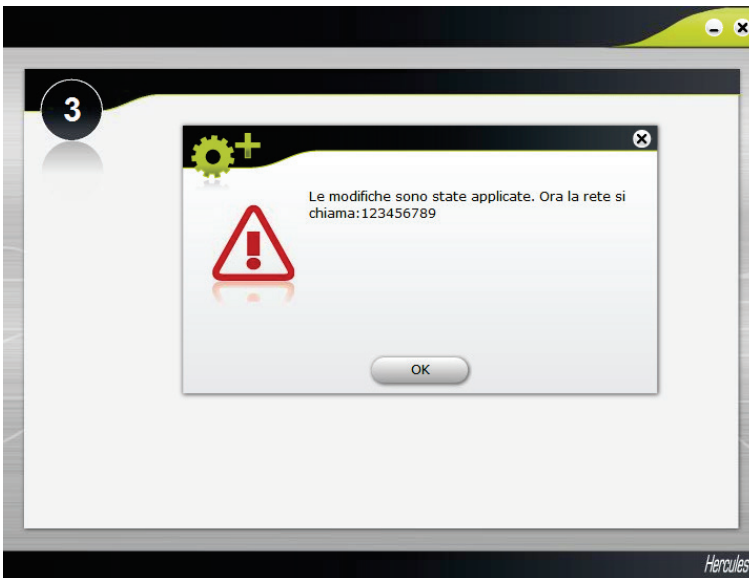 3
Le modifiche sono state applicate. Ora la rete si
chiama:123456789
OK
Hercules